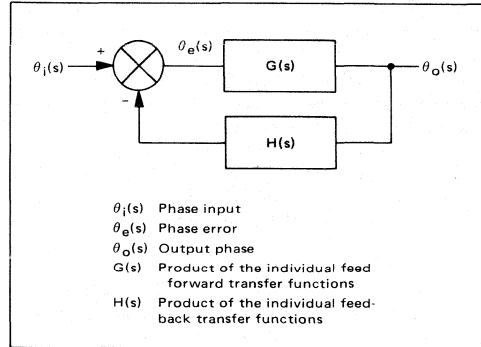 +
θi(s)
θe(s)
G(s)
θo(s)
−
H(s)
θi(s) Phase input
θe(s) Phase error
θo(s) Output phase
G(s) Product of the individual feed
forward transfer functions
H(s) Product of the individual feed-
back transfer functions